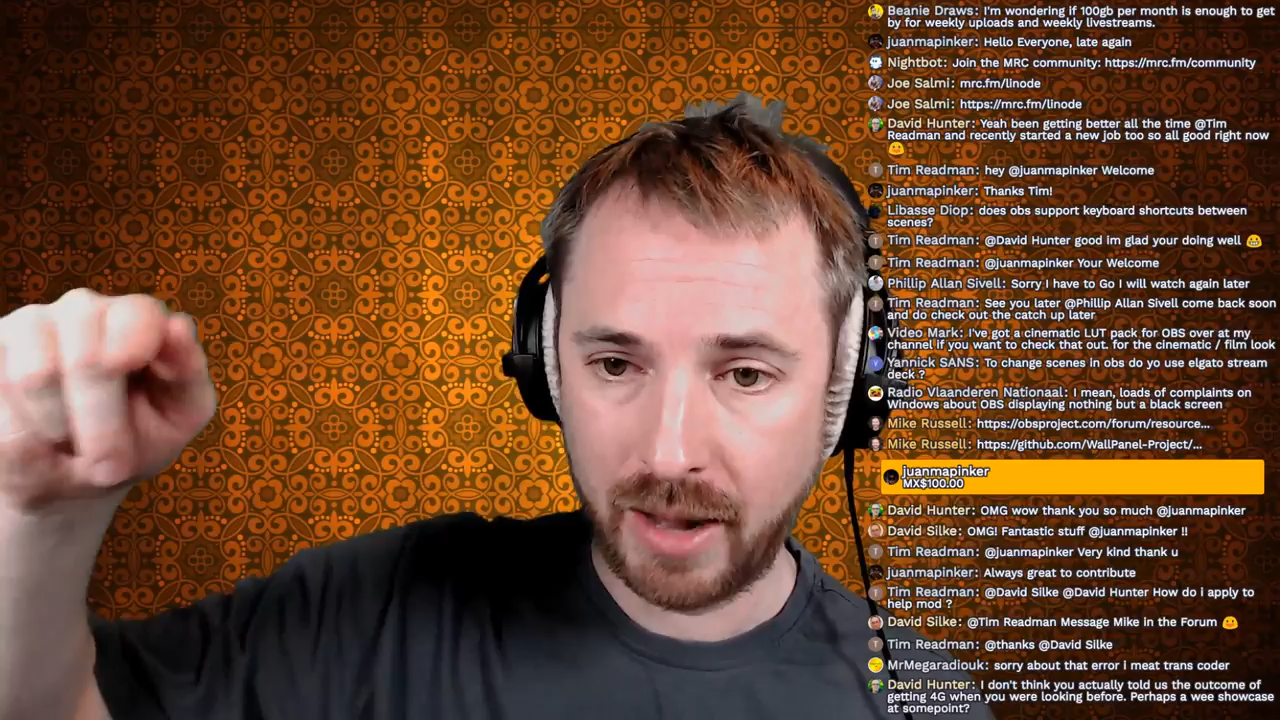 Beanie Draws: I'm wondering if 100gb per month is enough to get
by for weekly uploads and weekly livestreams.
juanmapinker: Hello Everyone, late again
Nightbot: Join the MRC community: https://mrc.fm/community
Joe Salmi: mrc.fm/linode
Joe Salmi: https://mrc.fm/linode
David Hunter: Yeah been getting better all the time @Tim
Readman and recently started a new job too so all good right now
Tim Readman: hey @juanmapinker Welcome
juanmapinker: Thanks Tim!
Libasse Diop: does obs support keyboard shortcuts between
scenes?
Tim Readman: @David Hunter good im glad your doing well
Tim Readman: @juanmapinker Your Welcome
Phillip Allan Sivell: Sorry I have to Go I will watch again later
Tim Readman: See you later @Phillip Allan Sivell come back soon
and do check out the catch up later
Video Mark: I've got a cinematic LUT pack for OBS over at my
channel if you want to check that out. for the cinematic / film look
Yannick SANS: To change scenes in obs do yo use elgato stream
deck ?
Radio Vlaanderen Nationaal: I mean, loads of complaints on
Windows about OBS displaying nothing but a black screen
Mike Russell: https://obsproject.com/forum/resource...
Mike Russell: https://github.com/WallPanel-Project/...
juanmapinker
MX$100.00
David Hunter: OMG wow thank you so much @juanmapinker
David Silke: OMG! Fantastic stuff @juanmapinker !!
Tim Readman: @juanmapinker Very kind thank u
juanmapinker: Always great to contribute
Tim Readman: @David Silke @David Hunter How do i apply to
help mod ?
David Silke: @Tim Readman Message Mike in the Forum
Tim Readman: @thanks @David Silke
MrMegaradiouk: sorry about that error i meat trans coder
David Hunter: I don't think you actually told us the outcome of
getting 4G when you were looking before. Perhaps a wee showcase
at somepoint?